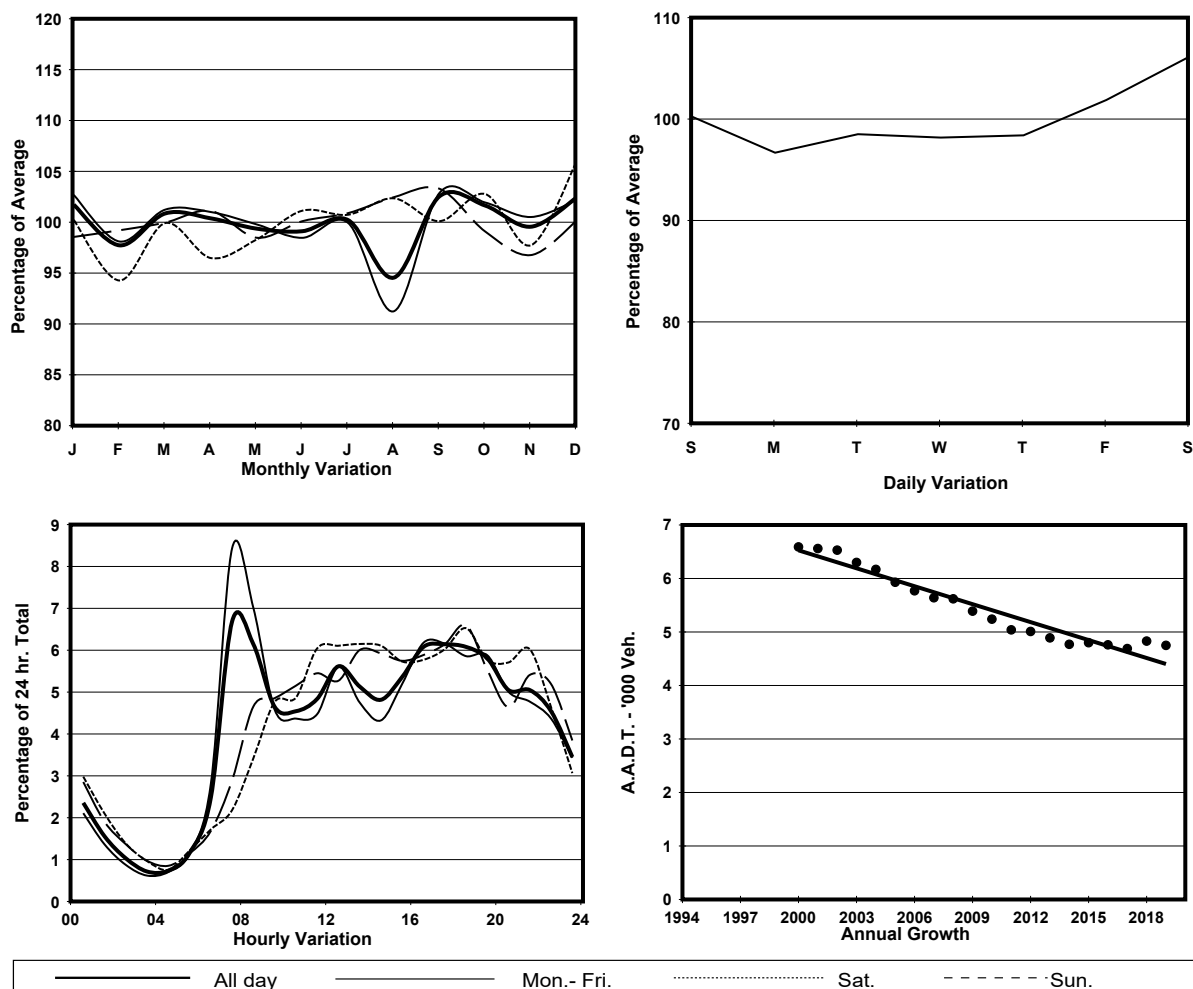 120
115
110
105
100
95
90
85
80
Percentage of Average
J F M A M J J A S O N D
Monthly Variation
110
100
90
80
70
Percentage of Average
S M T W T F S
Daily Variation
9
8
7
6
5
4
3
2
1
0
Percentage of 24 hr. Total
00 04 08 12 16 20 24
Hourly Variation
7
6
5
4
3
2
1
0
A.A.D.T. - '000 Veh.
1994 1997 2000 2003 2006 2009 2012 2015 2018
Annual Growth
All day Mon.- Fri. Sat. Sun.